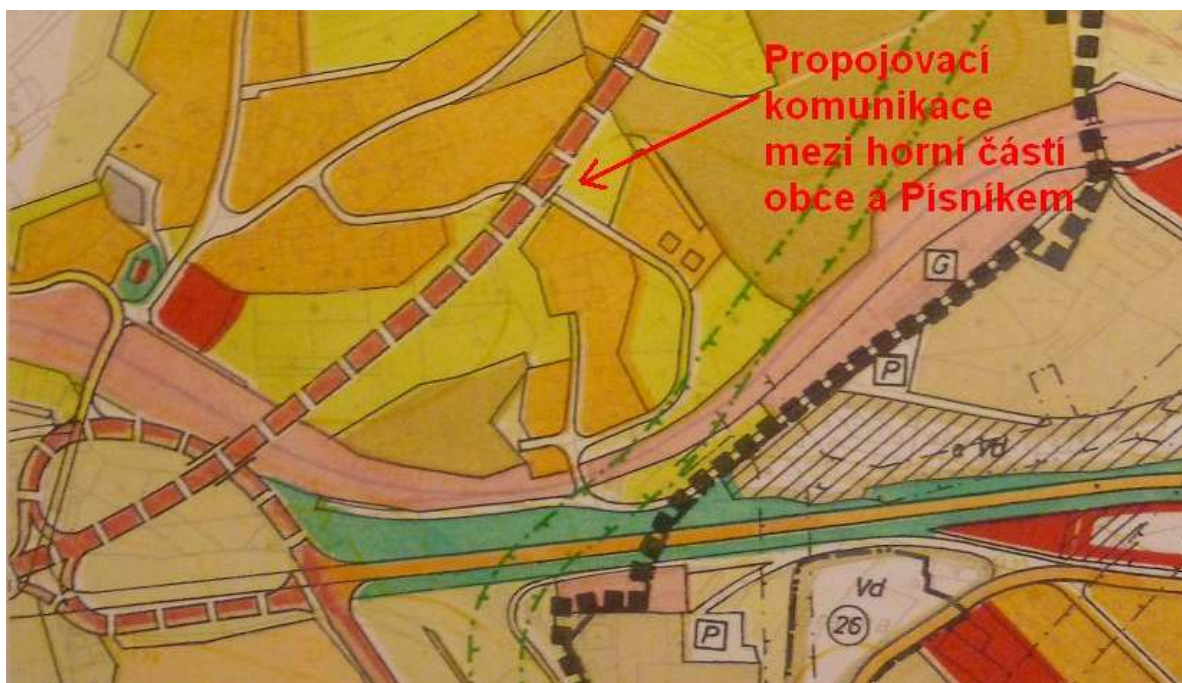 Propojovací
komunikace
mezi horní částí
obce a Písníkem
G
P
a Vd
Vd
26
P